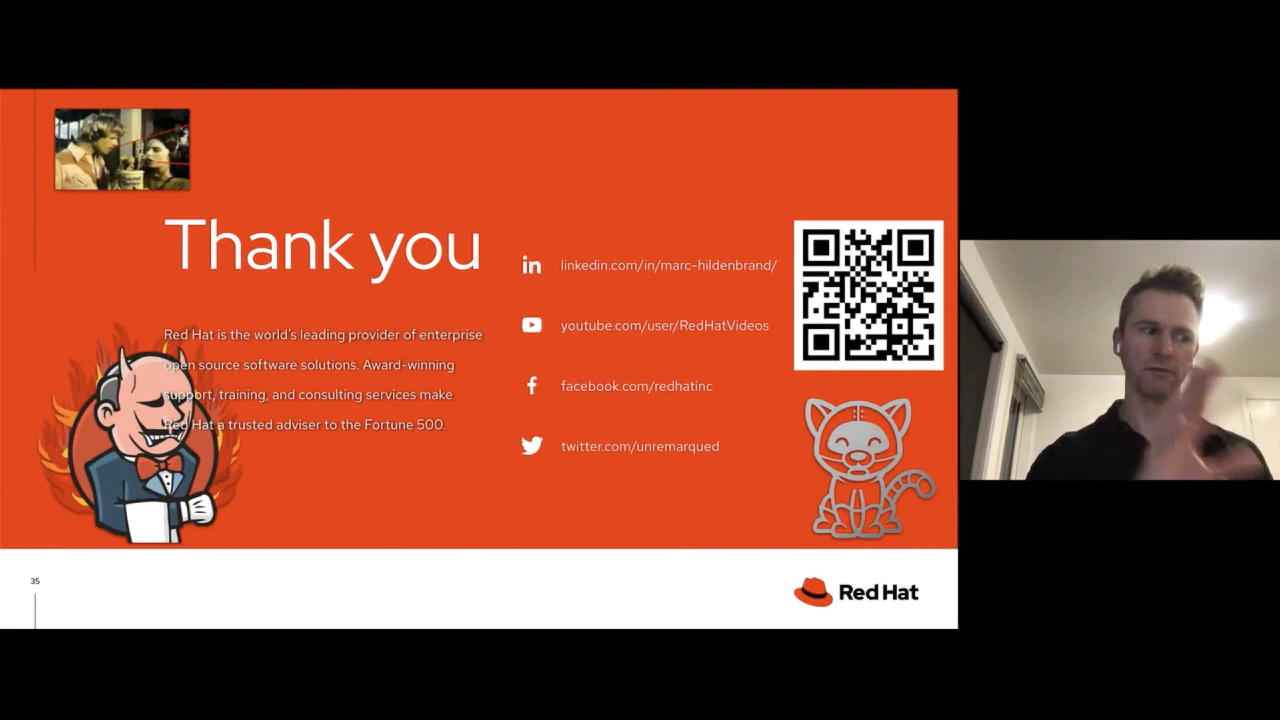 Thank you
Red Hat is the world's leading provider of enterprise
open source software solutions. Award-winning
support, training, and consulting services make
Red Hat a trusted adviser to the Fortune 500.
in linkedin.com/in/marc-hildenbrand/
youtube.com/user/RedHatVideos
f facebook.com/redhatinc
twitter.com/unremarqued
35
Red Hat